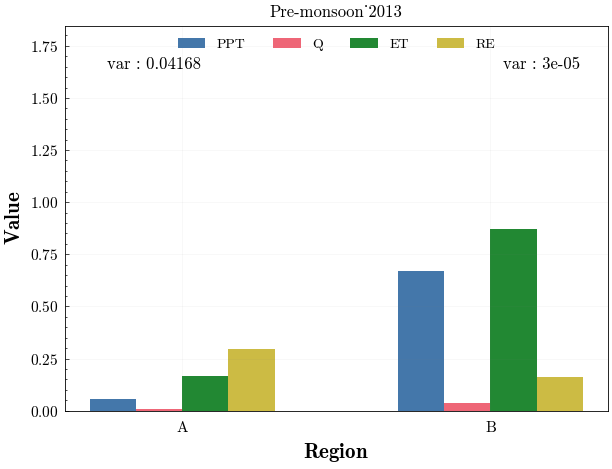 Pre-monsoon˙2013
PPT Q ET RE
var : 0.04168 var : 3e-05
1.75
1.50
1.25
1.00
0.75
0.50
0.25
0.00
Value
A B
Region